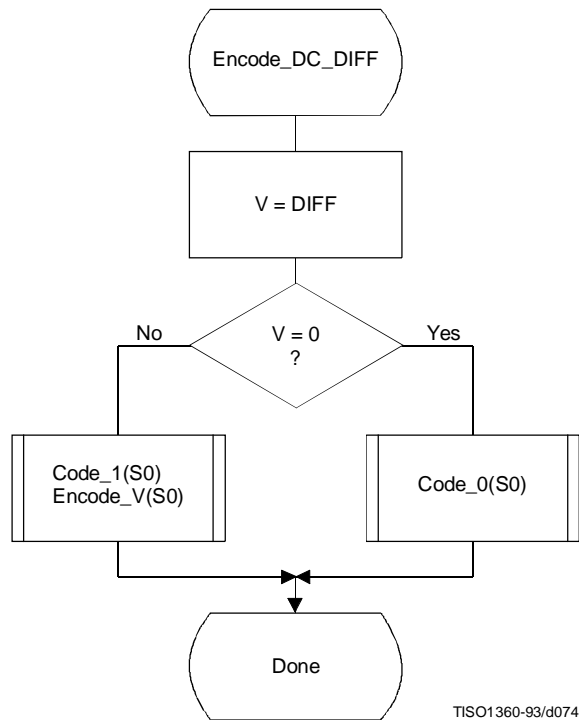 Encode_DC_DIFF
V = DIFF
V = 0
?
No
Yes
Code_1(S0)
Encode_V(S0)
Code_0(S0)
Done
TISO1360-93/d074